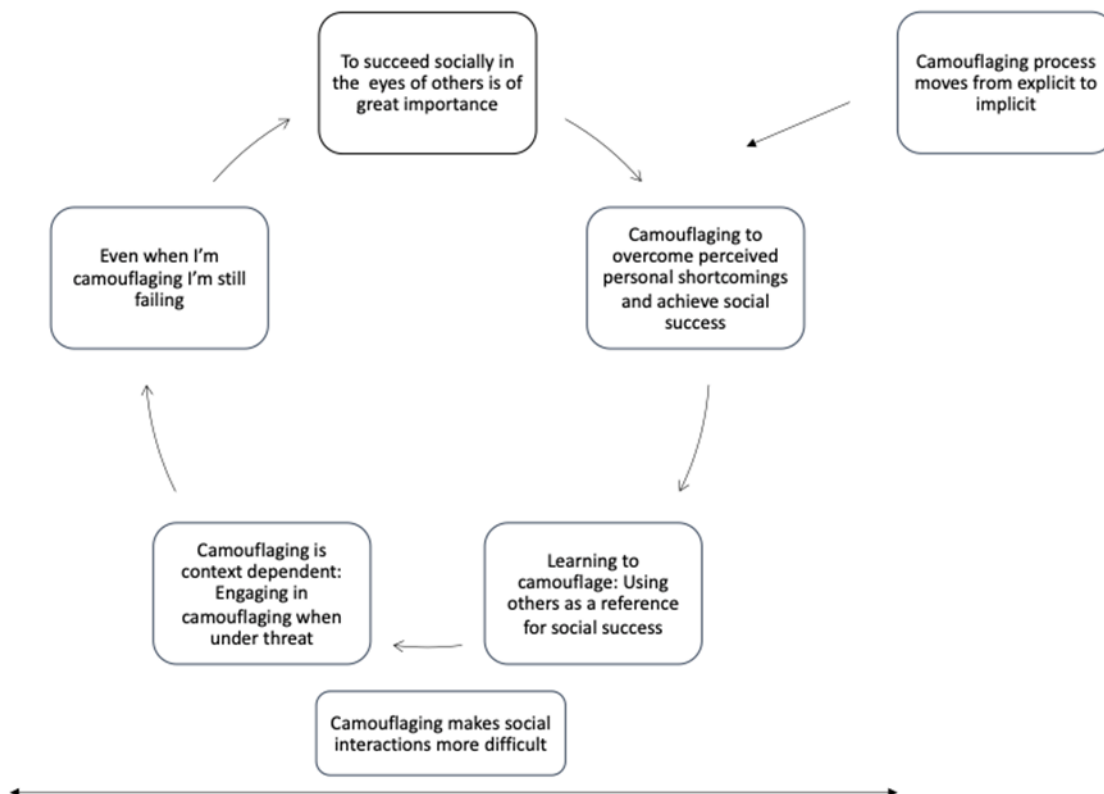 To succeed socially in
the eyes of others is of
great importance
Camouflaging process
moves from explicit to
implicit
Camouflaging to
overcome perceived
personal shortcomings
and achieve social
success
Learning to
camouflage: Using
others as a reference
for social success
Camouflaging is
context dependent:
Engaging in
camouflaging when
under threat
Even when I’m
camouflaging I’m still
failing
Camouflaging makes social
interactions more difficult